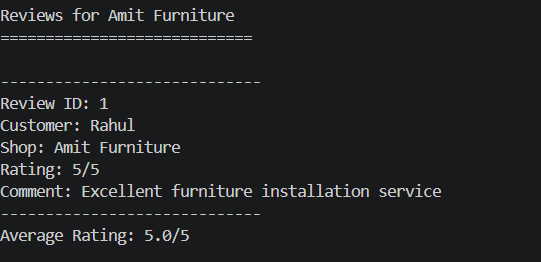 Reviews for Amit Furniture
============================
-----------------------------
Review ID: 1
Customer: Rahul
Shop: Amit Furniture
Rating: 5/5
Comment: Excellent furniture installation service
-----------------------------
Average Rating: 5.0/5